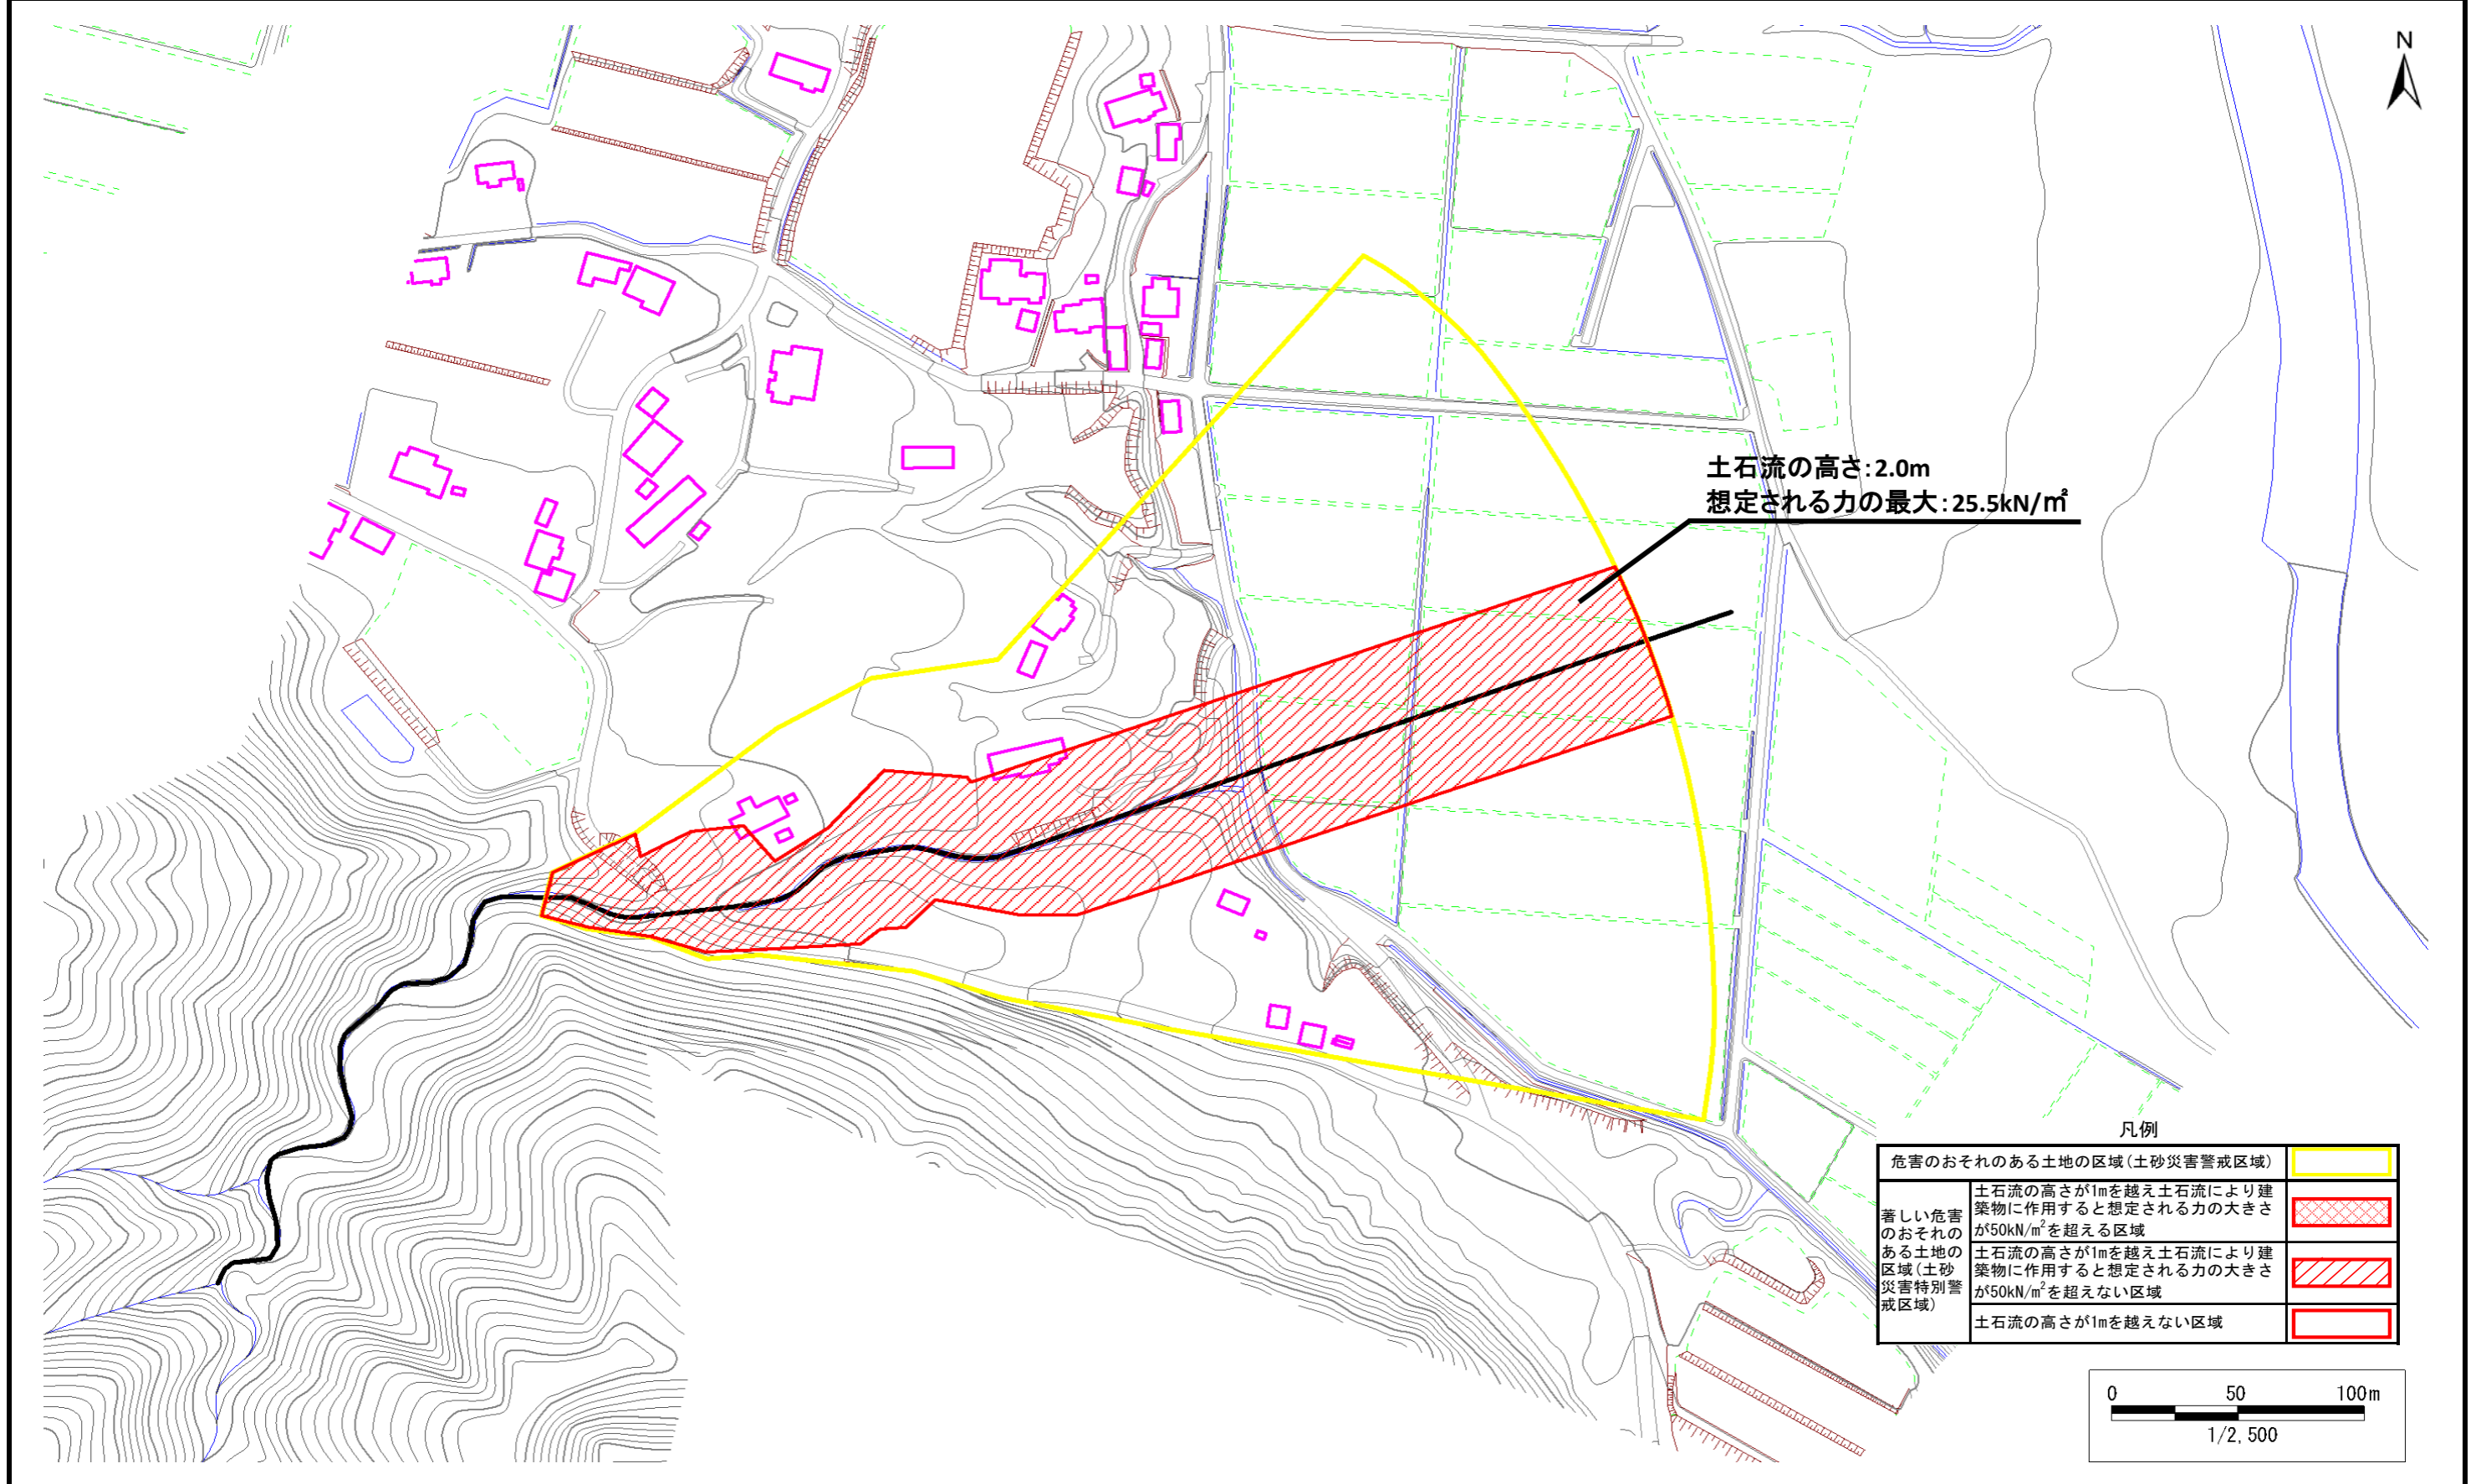 N
土石流の高さ:2.0m
想定される力の最大:25.5kN/㎡
凡例
危害のおそれのある土地の区域(土砂災害警戒区域)
著しい危害
のおそれの
ある土地の
区域(土砂
災害特別警
戒区域)
土石流の高さが1mを越え土石流により建
築物に作用すると想定される力の大きさ
が50kN/m²を超える区域
土石流の高さが1mを越え土石流により建
築物に作用すると想定される力の大きさ
が50kN/m²を超えない区域
土石流の高さが1mを越えない区域
0 50 100m
1/2,500